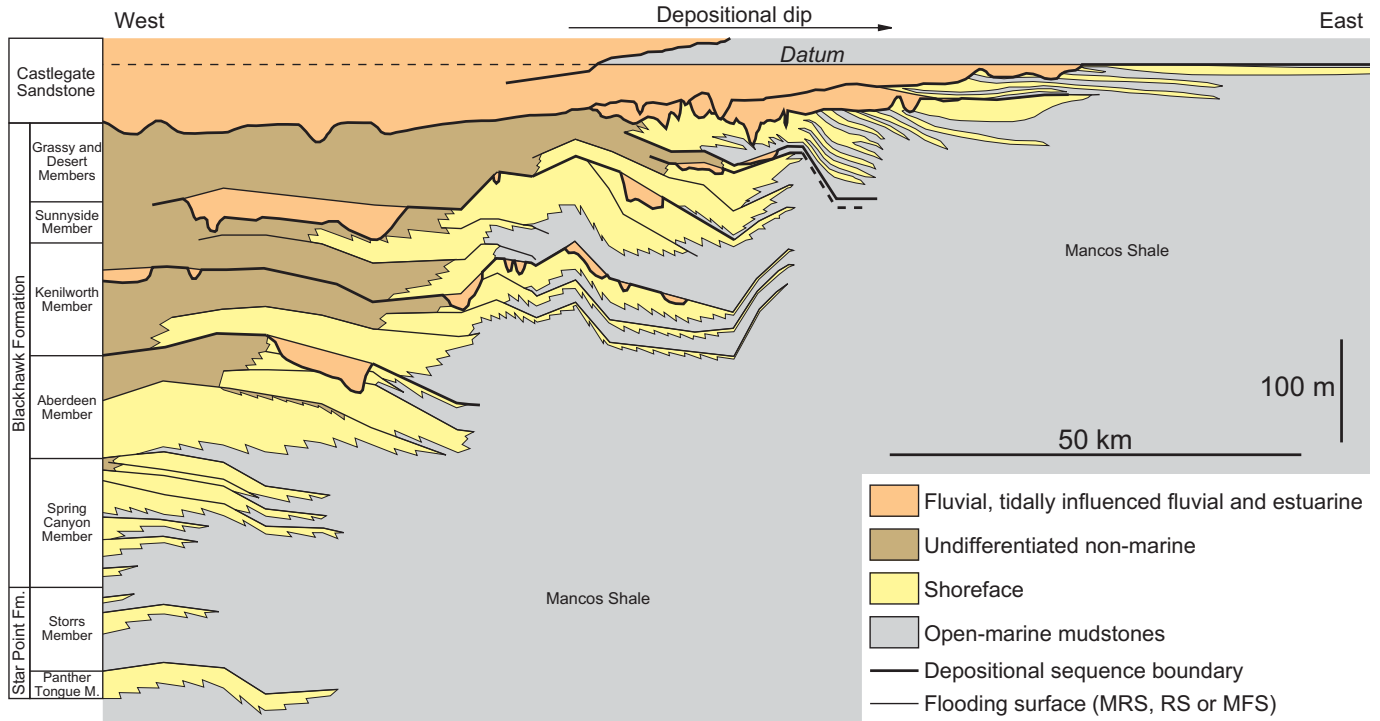 West
Depositional dip
East
Datum
Castlegate
Sandstone
Blackhawk Formation
Grassy and
Desert
Members
Sunnyside
Member
Kenilworth
Member
Aberdeen
Member
Spring
Canyon
Member
Star Point Fm.
Storrs
Member
Panther
Tongue M.
Mancos Shale
Mancos Shale
100 m
50 km
Fluvial, tidally influenced fluvial and estuarine
Undifferentiated non-marine
Shoreface
Open-marine mudstones
Depositional sequence boundary
Flooding surface (MRS, RS or MFS)